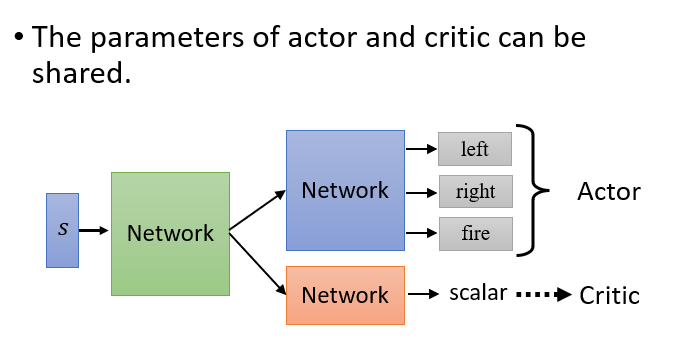 • The parameters of actor and critic can be
shared.
s
Network
Network
left
right
fire
Actor
Network
scalar
Critic